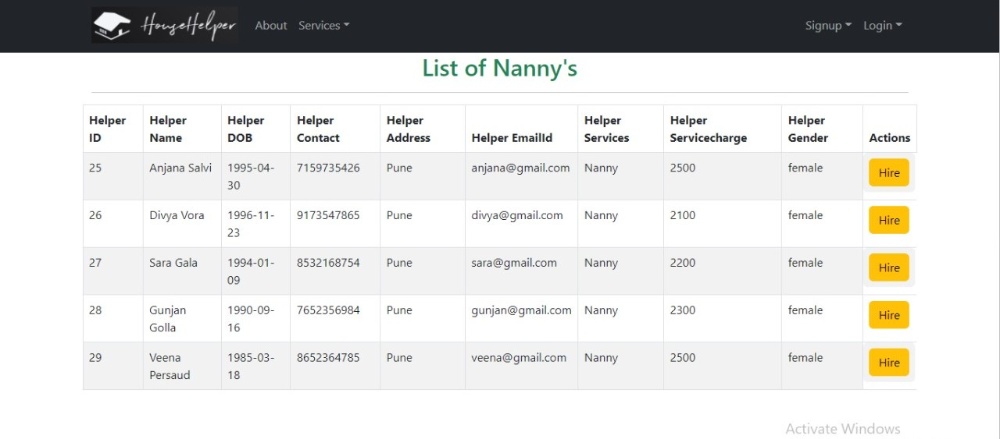 HouseHelper About Services Signup Login
List of Nanny's
Helper ID Helper Name Helper DOB Helper Contact Helper Address Helper EmailId Helper Services Helper Servicecharge Helper Gender Actions
25 Anjana Salvi 1995-04-30 7159735426 Pune anjana@gmail.com Nanny 2500 female Hire
26 Divya Vora 1996-11-23 9173547865 Pune divya@gmail.com Nanny 2100 female Hire
27 Sara Gala 1994-01-09 8532168754 Pune sara@gmail.com Nanny 2200 female Hire
28 Gunjan Golla 1990-09-16 7652356984 Pune gunjan@gmail.com Nanny 2300 female Hire
29 Veena Persaud 1985-03-18 8652364785 Pune veena@gmail.com Nanny 2500 female Hire
Activate Windows